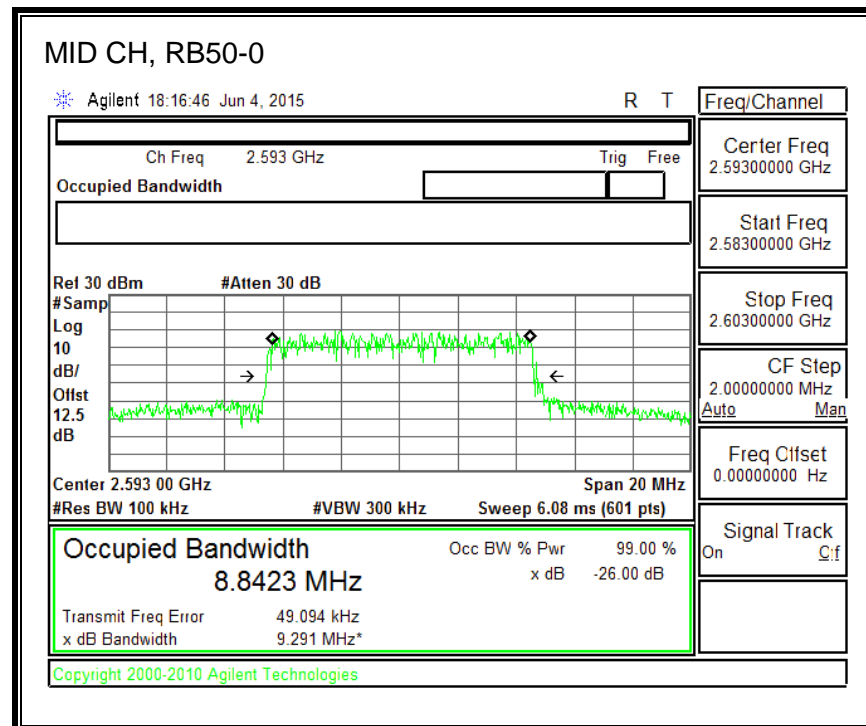 MID CH, RB50-0
Agilent 18:16:46 Jun 4, 2015 R T
Freq/Channel
Ch Freq 2.593 GHz Trig Free
Occupied Bandwidth
Center Freq
2.59300000 GHz
Start Freq
2.58300000 GHz
Stop Freq
2.60300000 GHz
CF Step
2.00000000 MHz
Auto Man
Freq Offset
0.00000000 Hz
Signal Track
On Off
Ref 30 dBm #Atten 30 dB
#Samp
Log
10
dB/
Offst
12.5
dB
Center 2.593 00 GHz Span 20 MHz
#Res BW 100 kHz #VBW 300 kHz Sweep 6.08 ms (601 pts)
Occupied Bandwidth
8.8423 MHz
Occ BW % Pwr 99.00 %
x dB -26.00 dB
Transmit Freq Error 49.094 kHz
x dB Bandwidth 9.291 MHz*
Copyright 2000-2010 Agilent Technologies